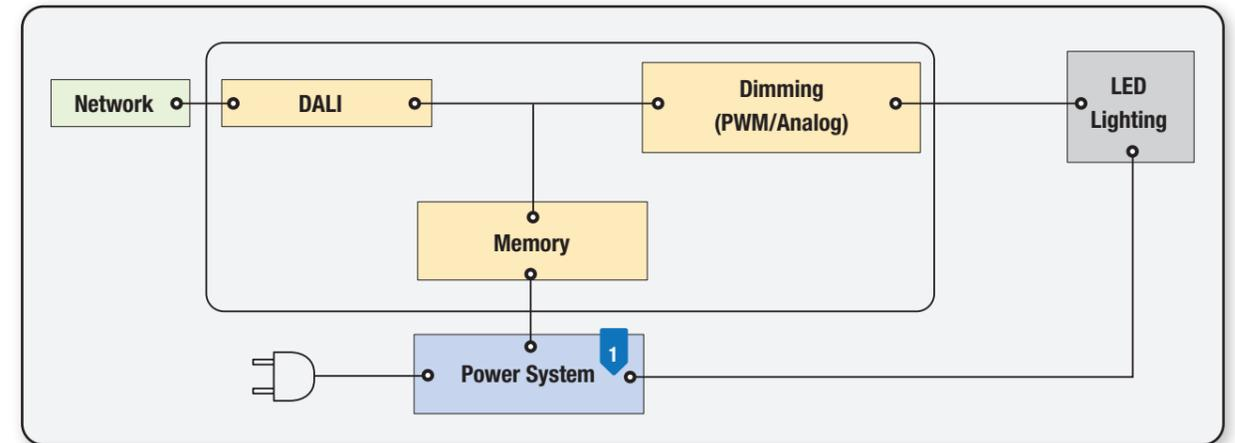 Network
DALI
Dimming
(PWM/Analog)
LED
Lighting
Memory
1
Power System